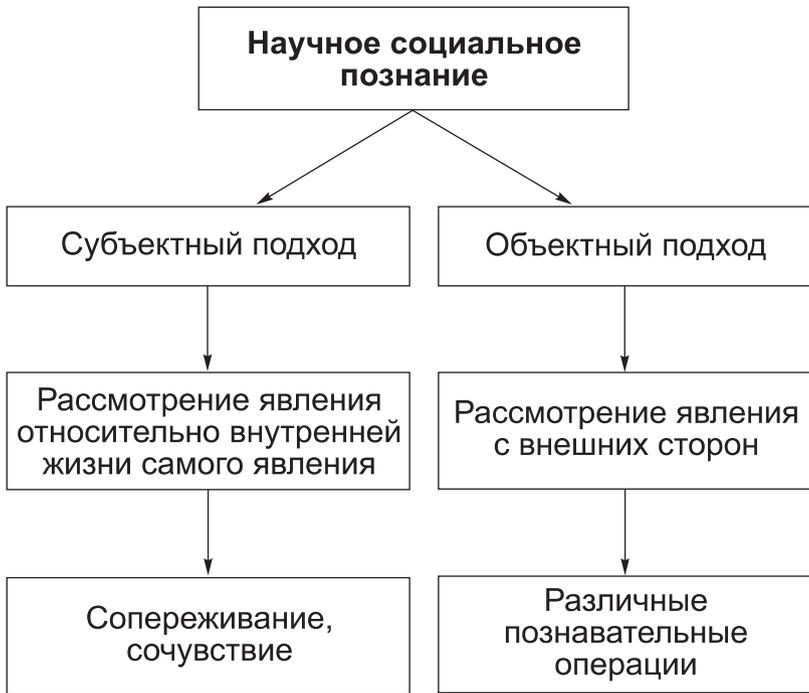 Научное социальное
познание
Субъектный подход
Объектный подход
Рассмотрение явления
относительно внутренней
жизни самого явления
Рассмотрение явления
с внешних сторон
Сопереживание,
сочувствие
Различные
познавательные
операции